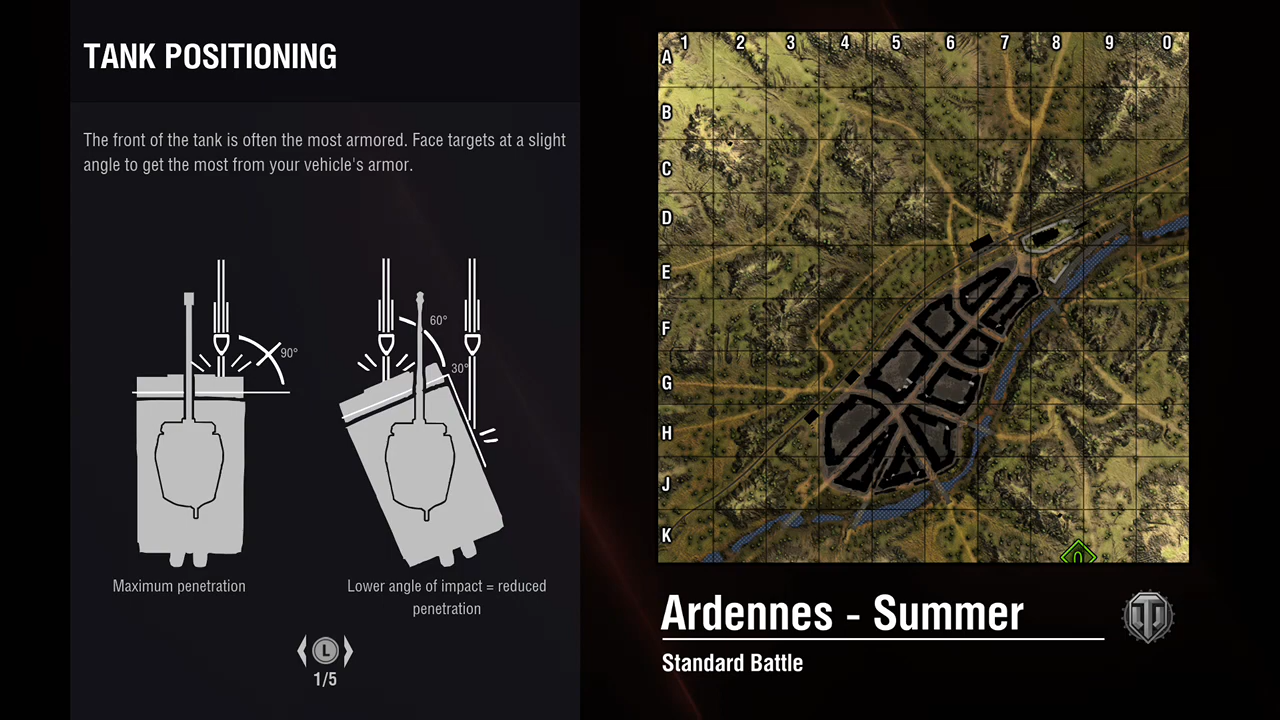 TANK POSITIONING
The front of the tank is often the most armored. Face targets at a slight
angle to get the most from your vehicle's armor.
90°
60°
30°
Maximum penetration
Lower angle of impact = reduced
penetration
L
1/5
1 2 3 4 5 6 7 8 9 0
A
B
C
D
E
F
G
H
J
K
Ardennes - Summer
Standard Battle